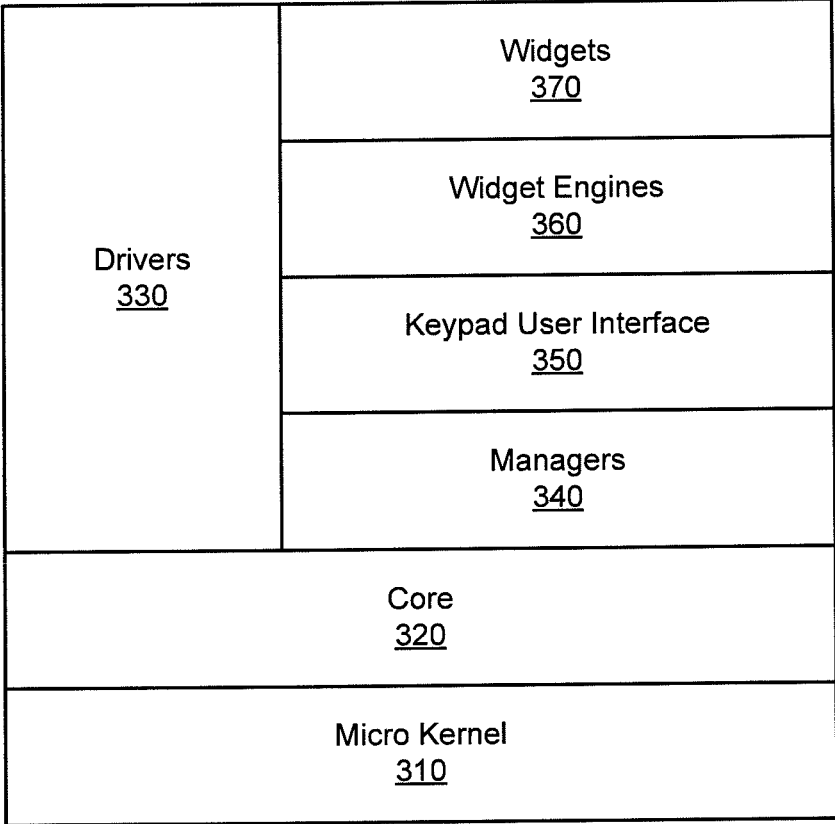 Widgets
370
Widget Engines
360
Drivers
330
Keypad User Interface
350
Managers
340
Core
320
Micro Kernel
310